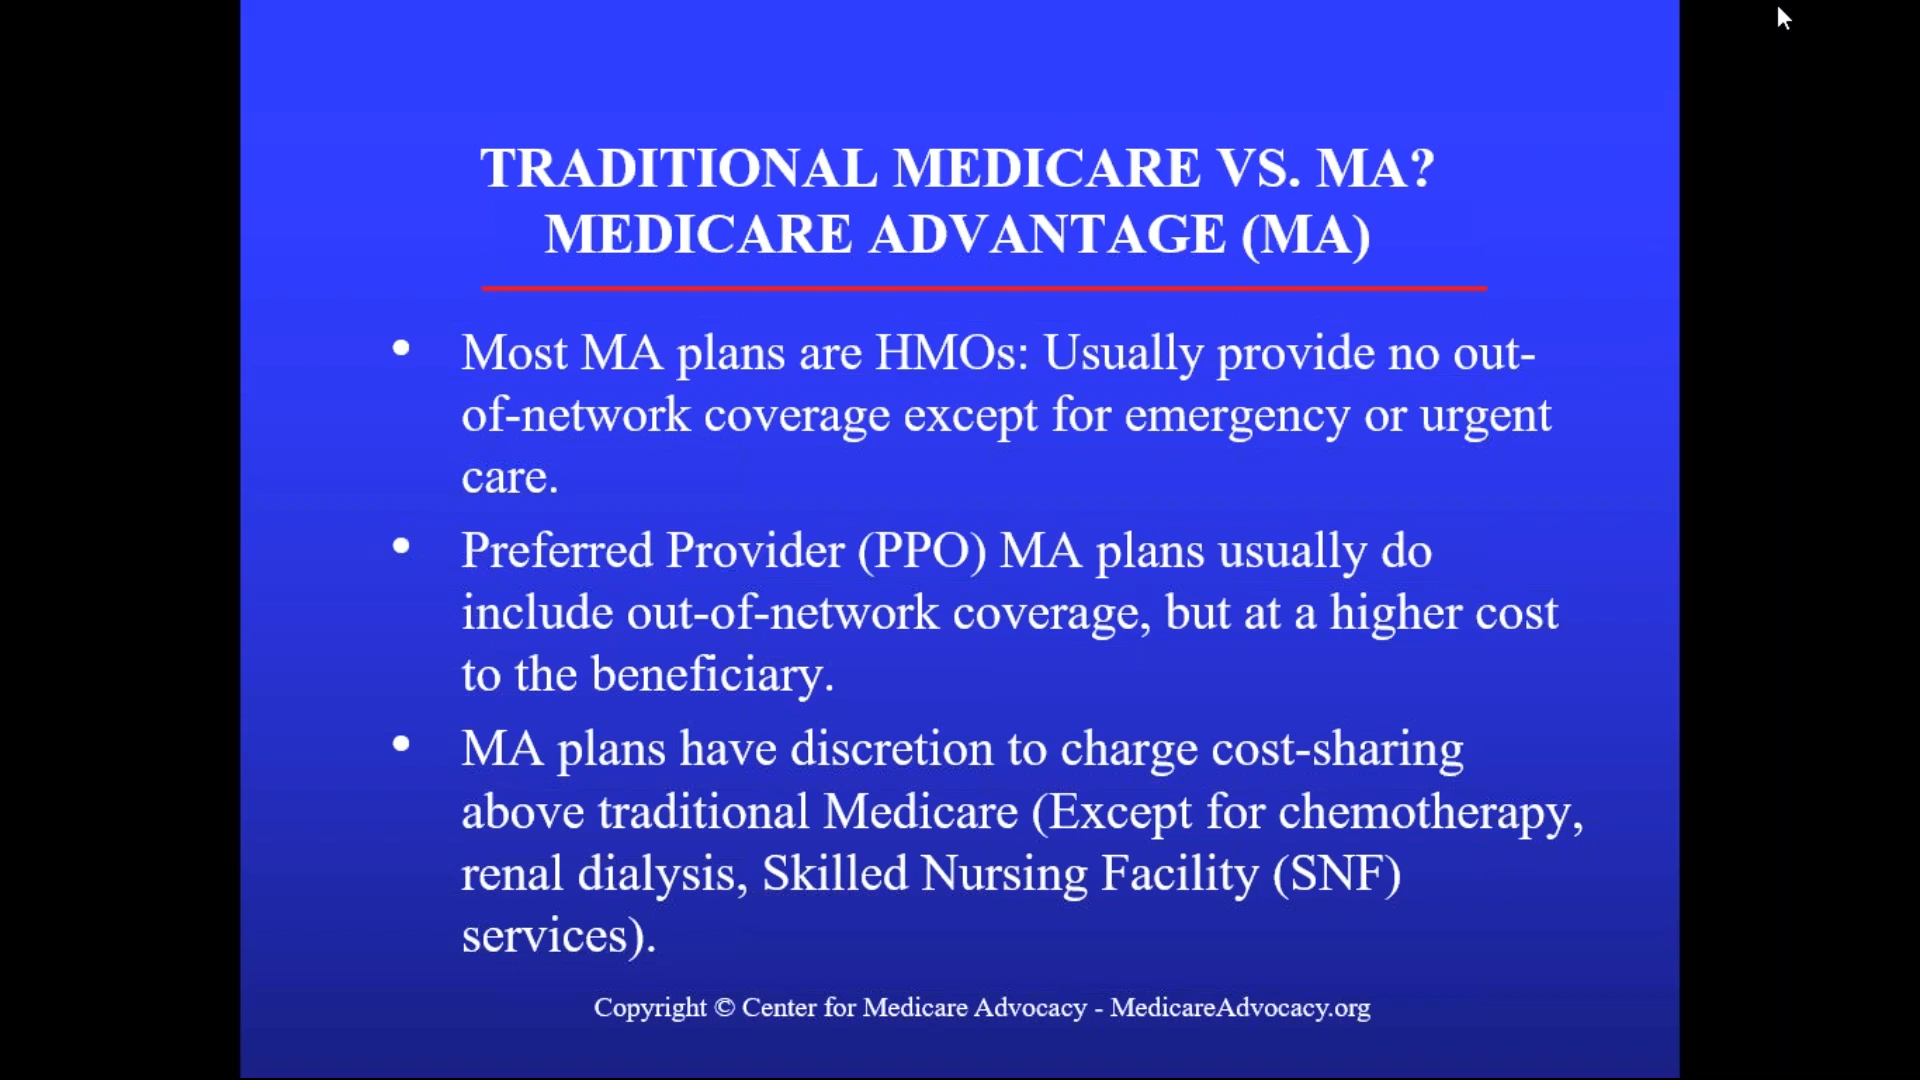 TRADITIONAL MEDICARE VS. MA?
MEDICARE ADVANTAGE (MA)
• Most MA plans are HMOs: Usually provide no out-
of-network coverage except for emergency or urgent
care.
• Preferred Provider (PPO) MA plans usually do
include out-of-network coverage, but at a higher cost
to the beneficiary.
• MA plans have discretion to charge cost-sharing
above traditional Medicare (Except for chemotherapy,
renal dialysis, Skilled Nursing Facility (SNF)
services).
Copyright © Center for Medicare Advocacy - MedicareAdvocacy.org